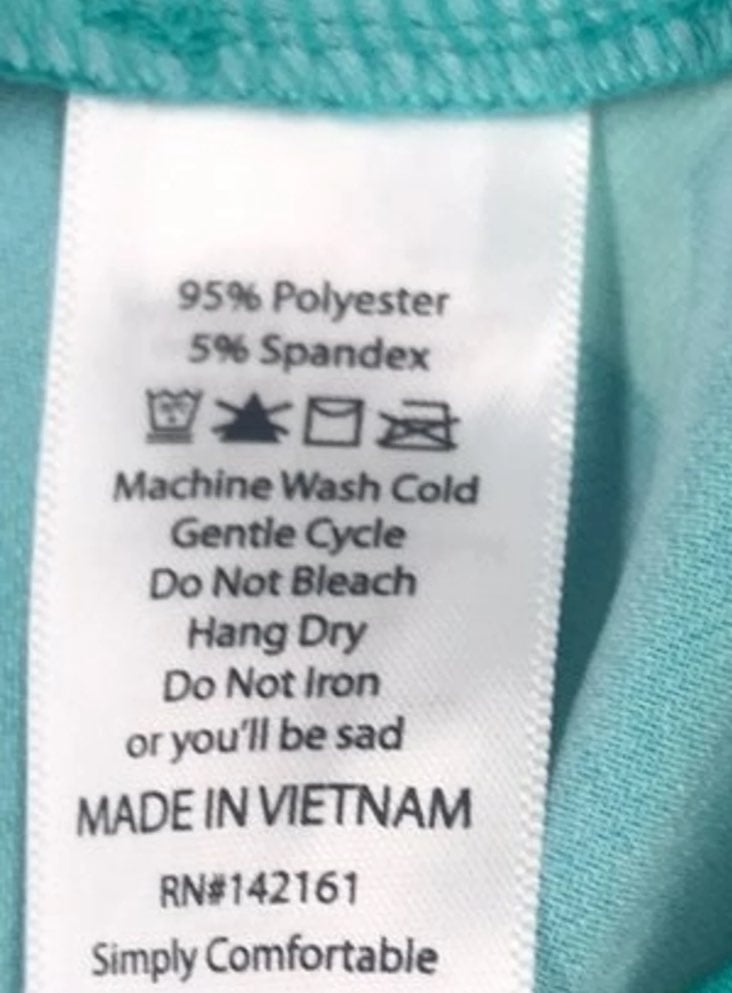 95% Polyester
5% Spandex
Machine Wash Cold
Gentle Cycle
Do Not Bleach
Hang Dry
Do Not Iron
or you'll be sad
MADE IN VIETNAM
RN#142161
Simply Comfortable